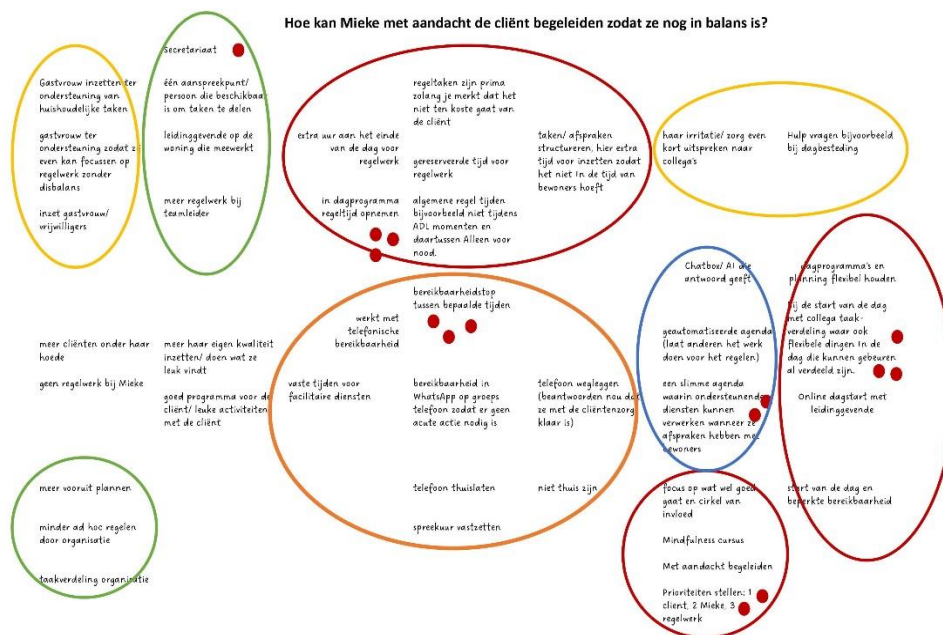 Hoe kan Mieke met aandacht de cliënt begeleiden zodat ze nog in balans is?
Gastvrouw inzetten ter
ondersteuning van
huishoudelijke taken
gastvrouw ter
ondersteuning zodat ze
even kan focussen op
regelwerk zonder
disbalans
inzet gastvrouw/
vrijwilligers
Secretariaat
één aanspreekpunt/
persoon die beschikbaar
is om taken te delen
leidinggevende op de
woning die meewerkt
meer regelwerk bij
teamleider
extra uur aan het einde
van de dag voor
regelwerk
in dagprogramma
regeltijd opnemen
regeltaken zijn prima
zolang je merkt dat het
niet ten koste gaat van
de cliënt
gereserveerde tijd voor
regelwerk
algemene regel tijden
bijvoorbeeld niet tijdens
ADL momenten en
daartussen Alleen voor
nood.
taken/ afspraken
structureren, hier extra
tijd voor inzetten zodat
het niet In de tijd van
bewoners hoeft
haar irritatie/ zorg even
kort uitspreken naar
collega's
Hulp vragen bijvoorbeeld
bij dagbesteding
meer cliënten onder haar
hoede
geen regelwerk bij Mieke
meer haar eigen kwaliteit
inzetten/ doen wat ze
leuk vindt
goed programma voor de
cliënt/ leuke activiteiten
met de cliënt
werkt met
telefonische
bereikbaarheid
vaste tijden voor
facilitaire diensten
bereikbaarheidstop
tussen bepaalde tijden
bereikbaarheid in
WhatsApp op groeps
telefoon zodat er geen
acute actie nodig is
telefoon wegleggen
(beantwoorden nou dat
ze met de cliëntenzorg
klaar is)
telefoon thuislaten
niet thuis zijn
spreekuur vastzetten
Chatbox/ AI die
antwoord geeft
geautomatiseerde agenda
(laat anderen het werk
doen voor het regelen)
een slimme agenda
waarin ondersteunende
diensten kunnen
verwerken wanneer ze
afspraken hebben met
bewoners
dagprogramma's en
planning flexibel houden
Bij de start van de dag
met collega taak-
verdeling waar ook
flexibele dingen In de
dag die kunnen gebeuren
al verdeeld zijn.
Online dagstart met
leidinggevende
start van de dag en
beperkte bereikbaarheid
meer vooruit plannen
minder ad hoc regelen
door organisatie
taakverdeling organisatie
focus op wat wel goed
gaat en cirkel van
invloed
Mindfulness cursus
Met aandacht begeleiden
Prioriteiten stellen: 1
client, 2 Mieke, 3
regelwerk